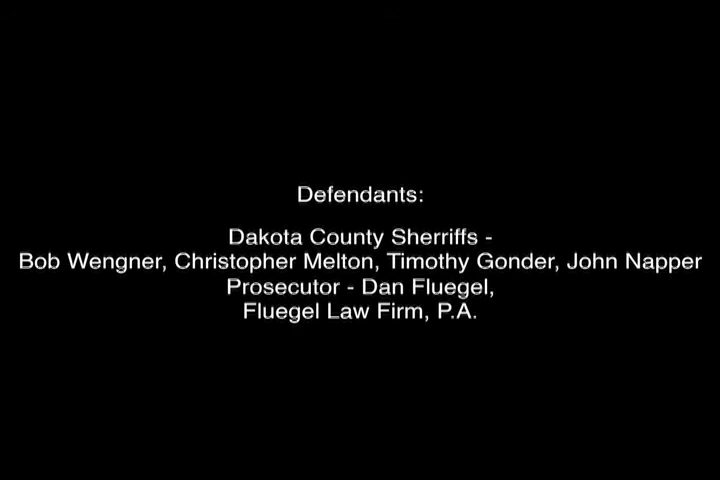 Defendants:
Dakota County Sherriffs -
Bob Wengner, Christopher Melton, Timothy Gonder, John Napper
Prosecutor - Dan Fluegel,
Fluegel Law Firm, P.A.